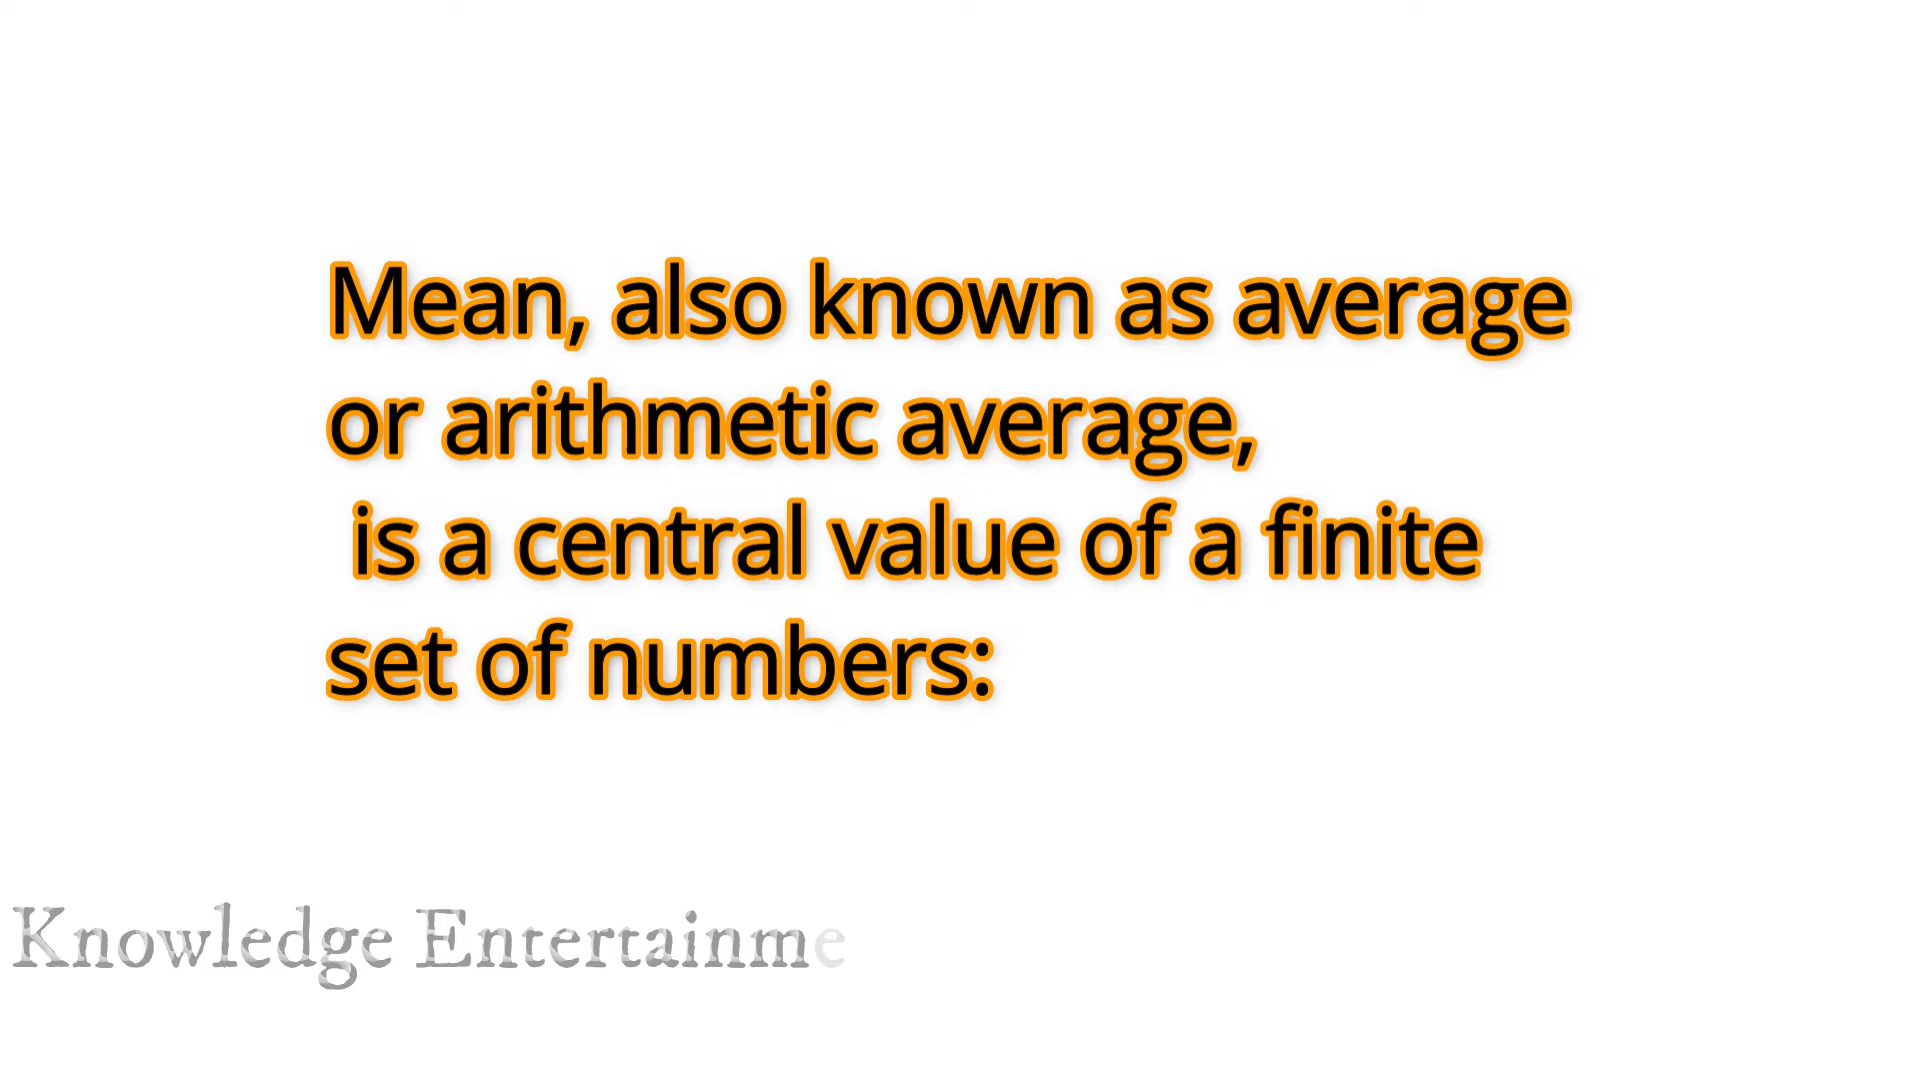 Mean, also known as average
or arithmetic average,
is a central value of a finite
set of numbers:
Knowledge Entertainme